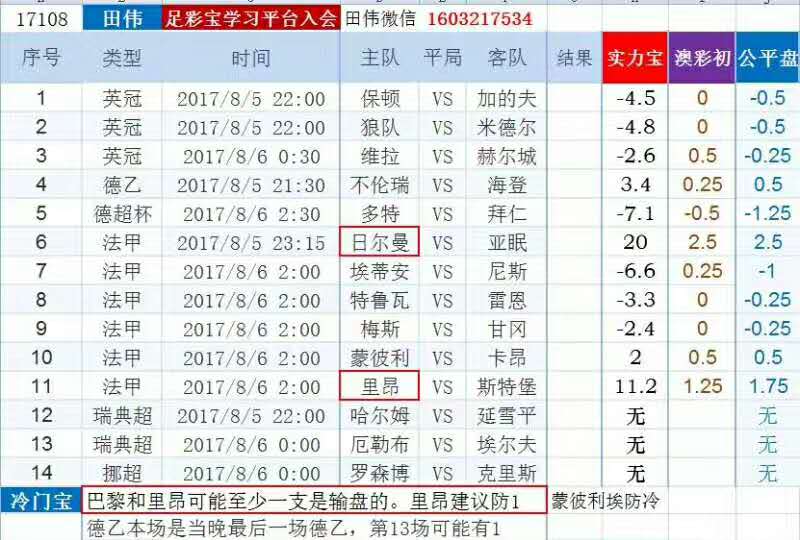 17108 田伟 足彩宝学习平台入会 田伟微信 1603217534
序号 类型 时间 主队 平局 客队 结果 实力宝 澳彩初 公平盘
1 英冠 2017/8/5 22:00 保顿 VS 加的夫 -4.5 0 -0.5
2 英冠 2017/8/5 22:00 狼队 VS 米德尔 -4.8 0 -0.5
3 英冠 2017/8/6 0:30 维拉 VS 赫尔城 -2.6 0.5 -0.25
4 德乙 2017/8/5 21:30 不伦瑞 VS 海登 3.4 0.25 0.5
5 德超杯 2017/8/6 2:30 多特 VS 拜仁 -7.1 -0.5 -1.25
6 法甲 2017/8/5 23:15 日尔曼 VS 亚眠 20 2.5 2.5
7 法甲 2017/8/6 2:00 埃蒂安 VS 尼斯 -6.6 0.25 -1
8 法甲 2017/8/6 2:00 特鲁瓦 VS 雷恩 -3.3 0 -0.25
9 法甲 2017/8/6 2:00 梅斯 VS 甘冈 -2.4 0 -0.25
10 法甲 2017/8/6 2:00 蒙彼利 VS 卡昂 2 0.5 0.5
11 法甲 2017/8/6 2:00 里昂 VS 斯特堡 11.2 1.25 1.75
12 瑞典超 2017/8/5 22:00 哈尔姆 VS 延雪平 无 无
13 瑞典超 2017/8/6 0:00 厄勒布 VS 埃尔夫 无 无
14 挪超 2017/8/6 0:00 罗森博 VS 克里斯 无 无
冷门宝 巴黎和里昂可能至少一支是输盘的。里昂建议防1 蒙彼利埃防冷
德乙本场是当晚最后一场德乙，第13场可能有1